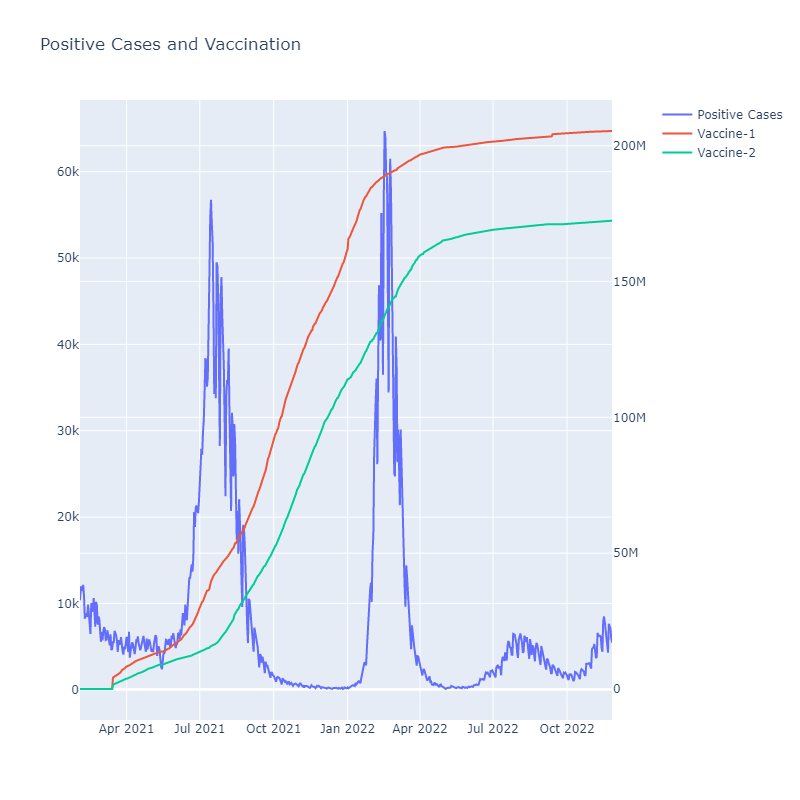 Positive Cases and Vaccination
Positive Cases
Vaccine-1
Vaccine-2
60k
50k
40k
30k
20k
10k
0
200M
150M
100M
50M
0
Apr 2021
Jul 2021
Oct 2021
Jan 2022
Apr 2022
Jul 2022
Oct 2022